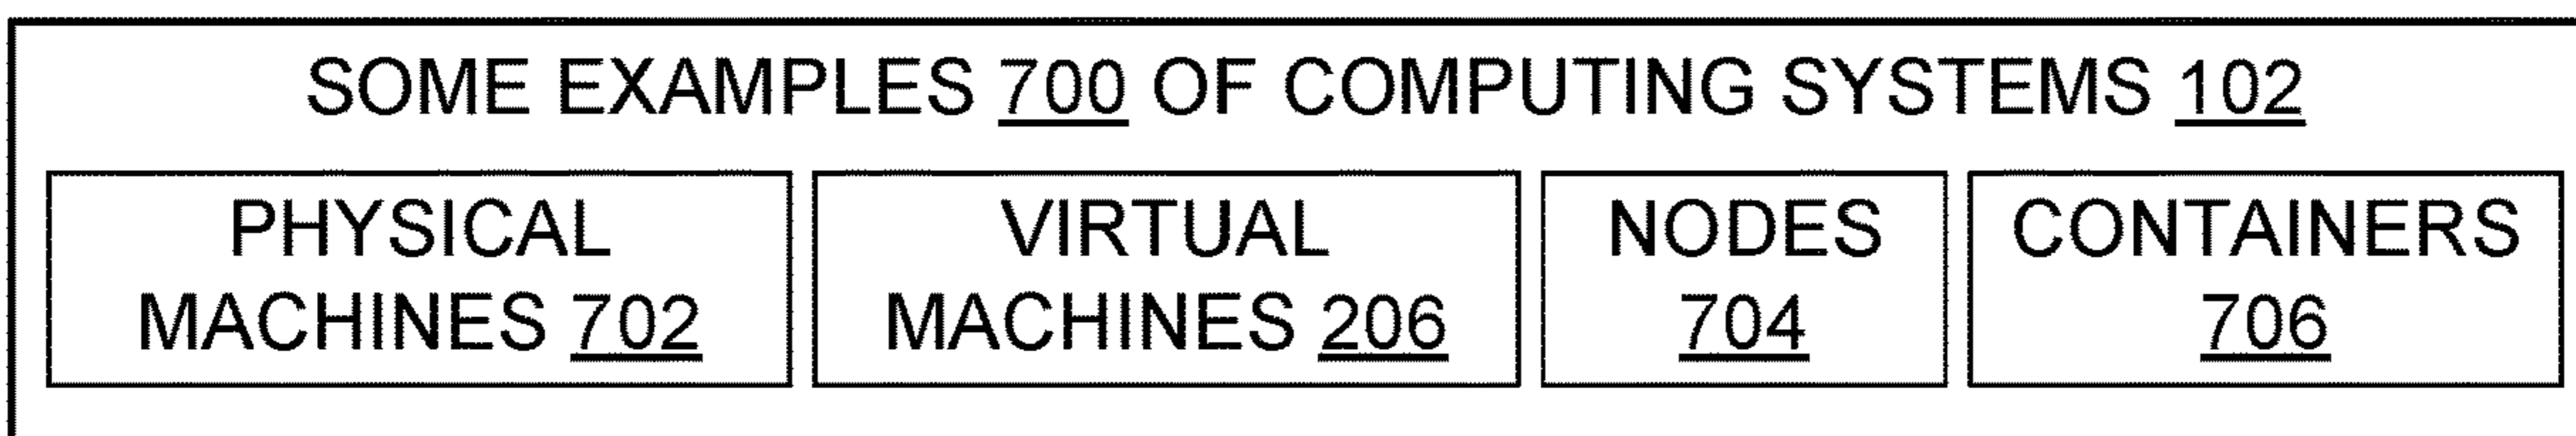 SOME EXAMPLES 700 OF COMPUTING SYSTEMS 102
PHYSICAL
MACHINES 702
VIRTUAL
MACHINES 206
NODES
704
CONTAINERS
706